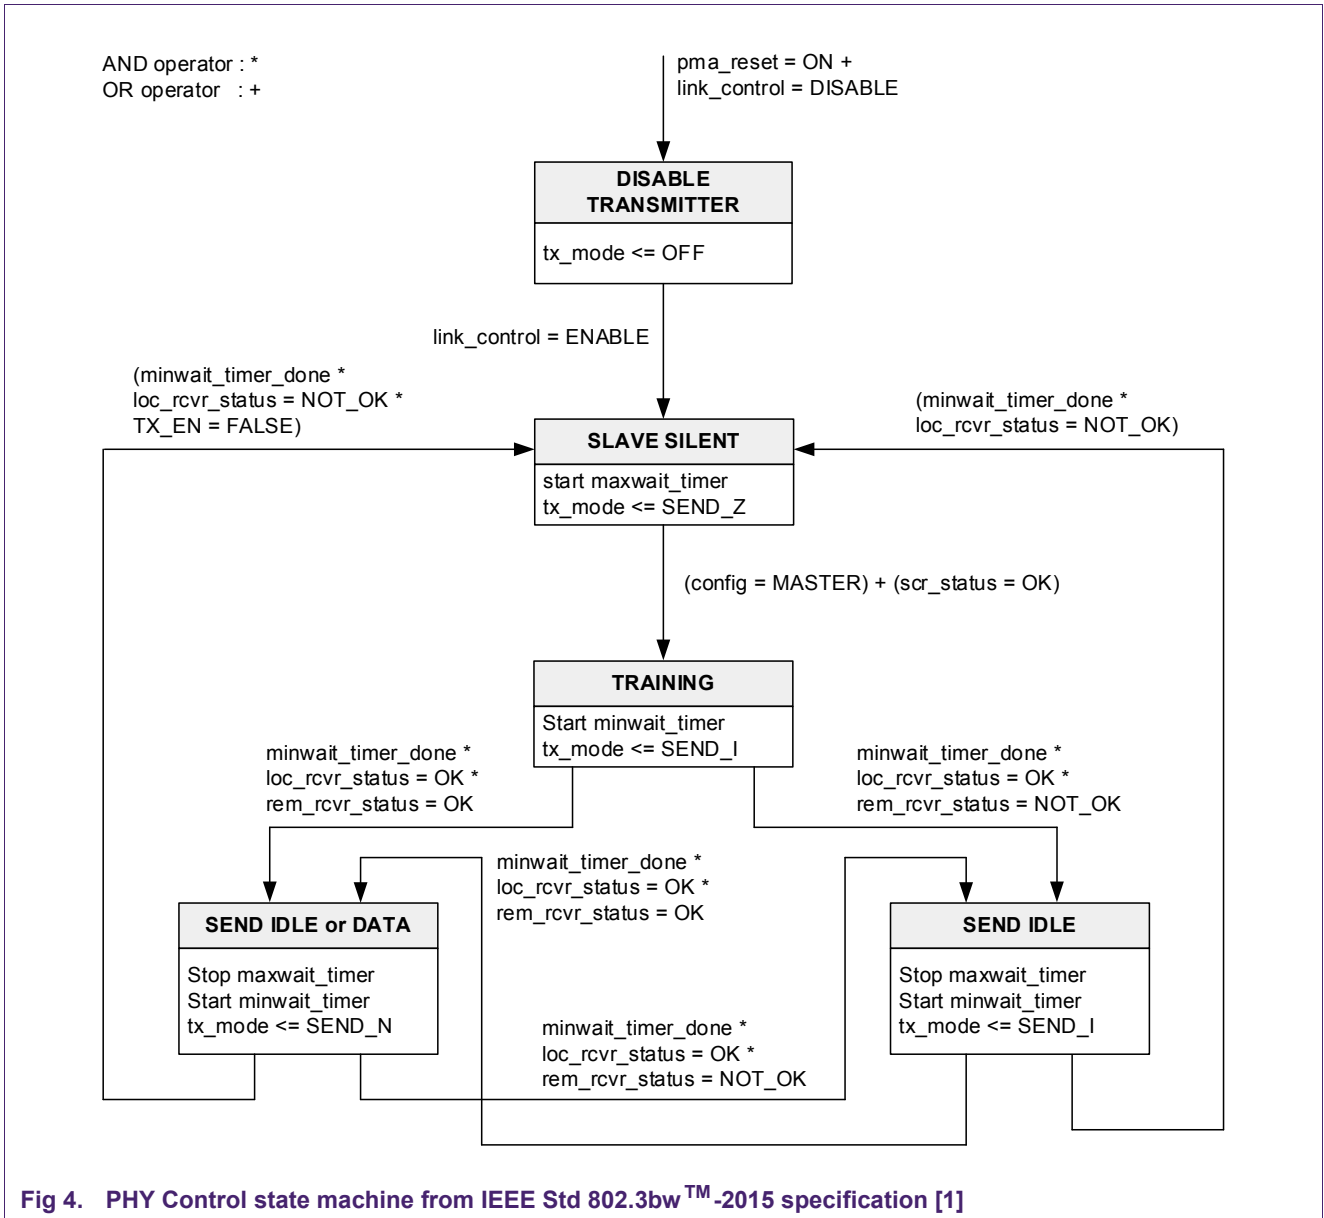 AND operator : *
OR operator : +
pma_reset = ON +
link_control = DISABLE
DISABLE
TRANSMITTER
tx_mode <= OFF
link_control = ENABLE
(minwait_timer_done *
loc_rcvr_status = NOT_OK *
TX_EN = FALSE)
(minwait_timer_done *
loc_rcvr_status = NOT_OK)
SLAVE SILENT
start maxwait_timer
tx_mode <= SEND_Z
(config = MASTER) + (scr_status = OK)
TRAINING
Start minwait_timer
tx_mode <= SEND_I
minwait_timer_done *
loc_rcvr_status = OK *
rem_rcvr_status = OK
minwait_timer_done *
loc_rcvr_status = OK *
rem_rcvr_status = NOT_OK
minwait_timer_done *
loc_rcvr_status = OK *
rem_rcvr_status = OK
SEND IDLE or DATA
Stop maxwait_timer
Start minwait_timer
tx_mode <= SEND_N
SEND IDLE
Stop maxwait_timer
Start minwait_timer
tx_mode <= SEND_I
minwait_timer_done *
loc_rcvr_status = OK *
rem_rcvr_status = NOT_OK
Fig 4. PHY Control state machine from IEEE Std 802.3bw™-2015 specification [1]